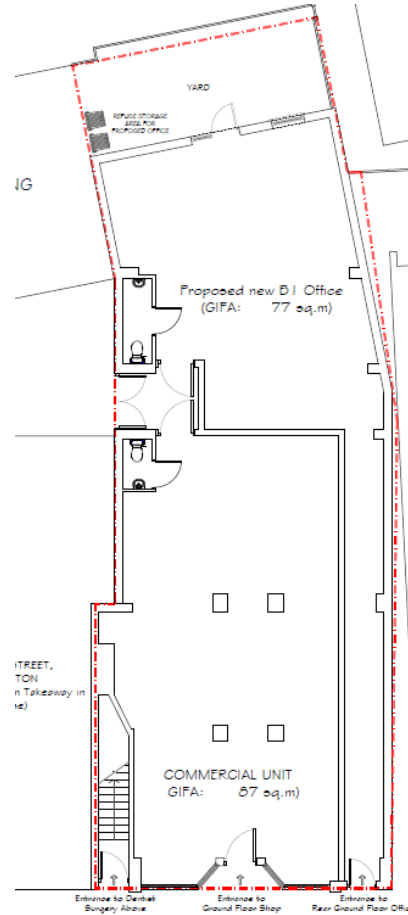 YARD
REFUSE STORAGE
AREA FOR
PROPOSED OFFICE
NG
Proposed new B1 Office
(GIFA: 77 sq.m)
STREET,
TON
n Takeaway in
COMMERCIAL UNIT
GIFA: 87 sq.m)
Entrance to Dentist
Surgery Above
Entrance to
Ground Floor Shop
Entrance to
Rear Ground Floor Offi